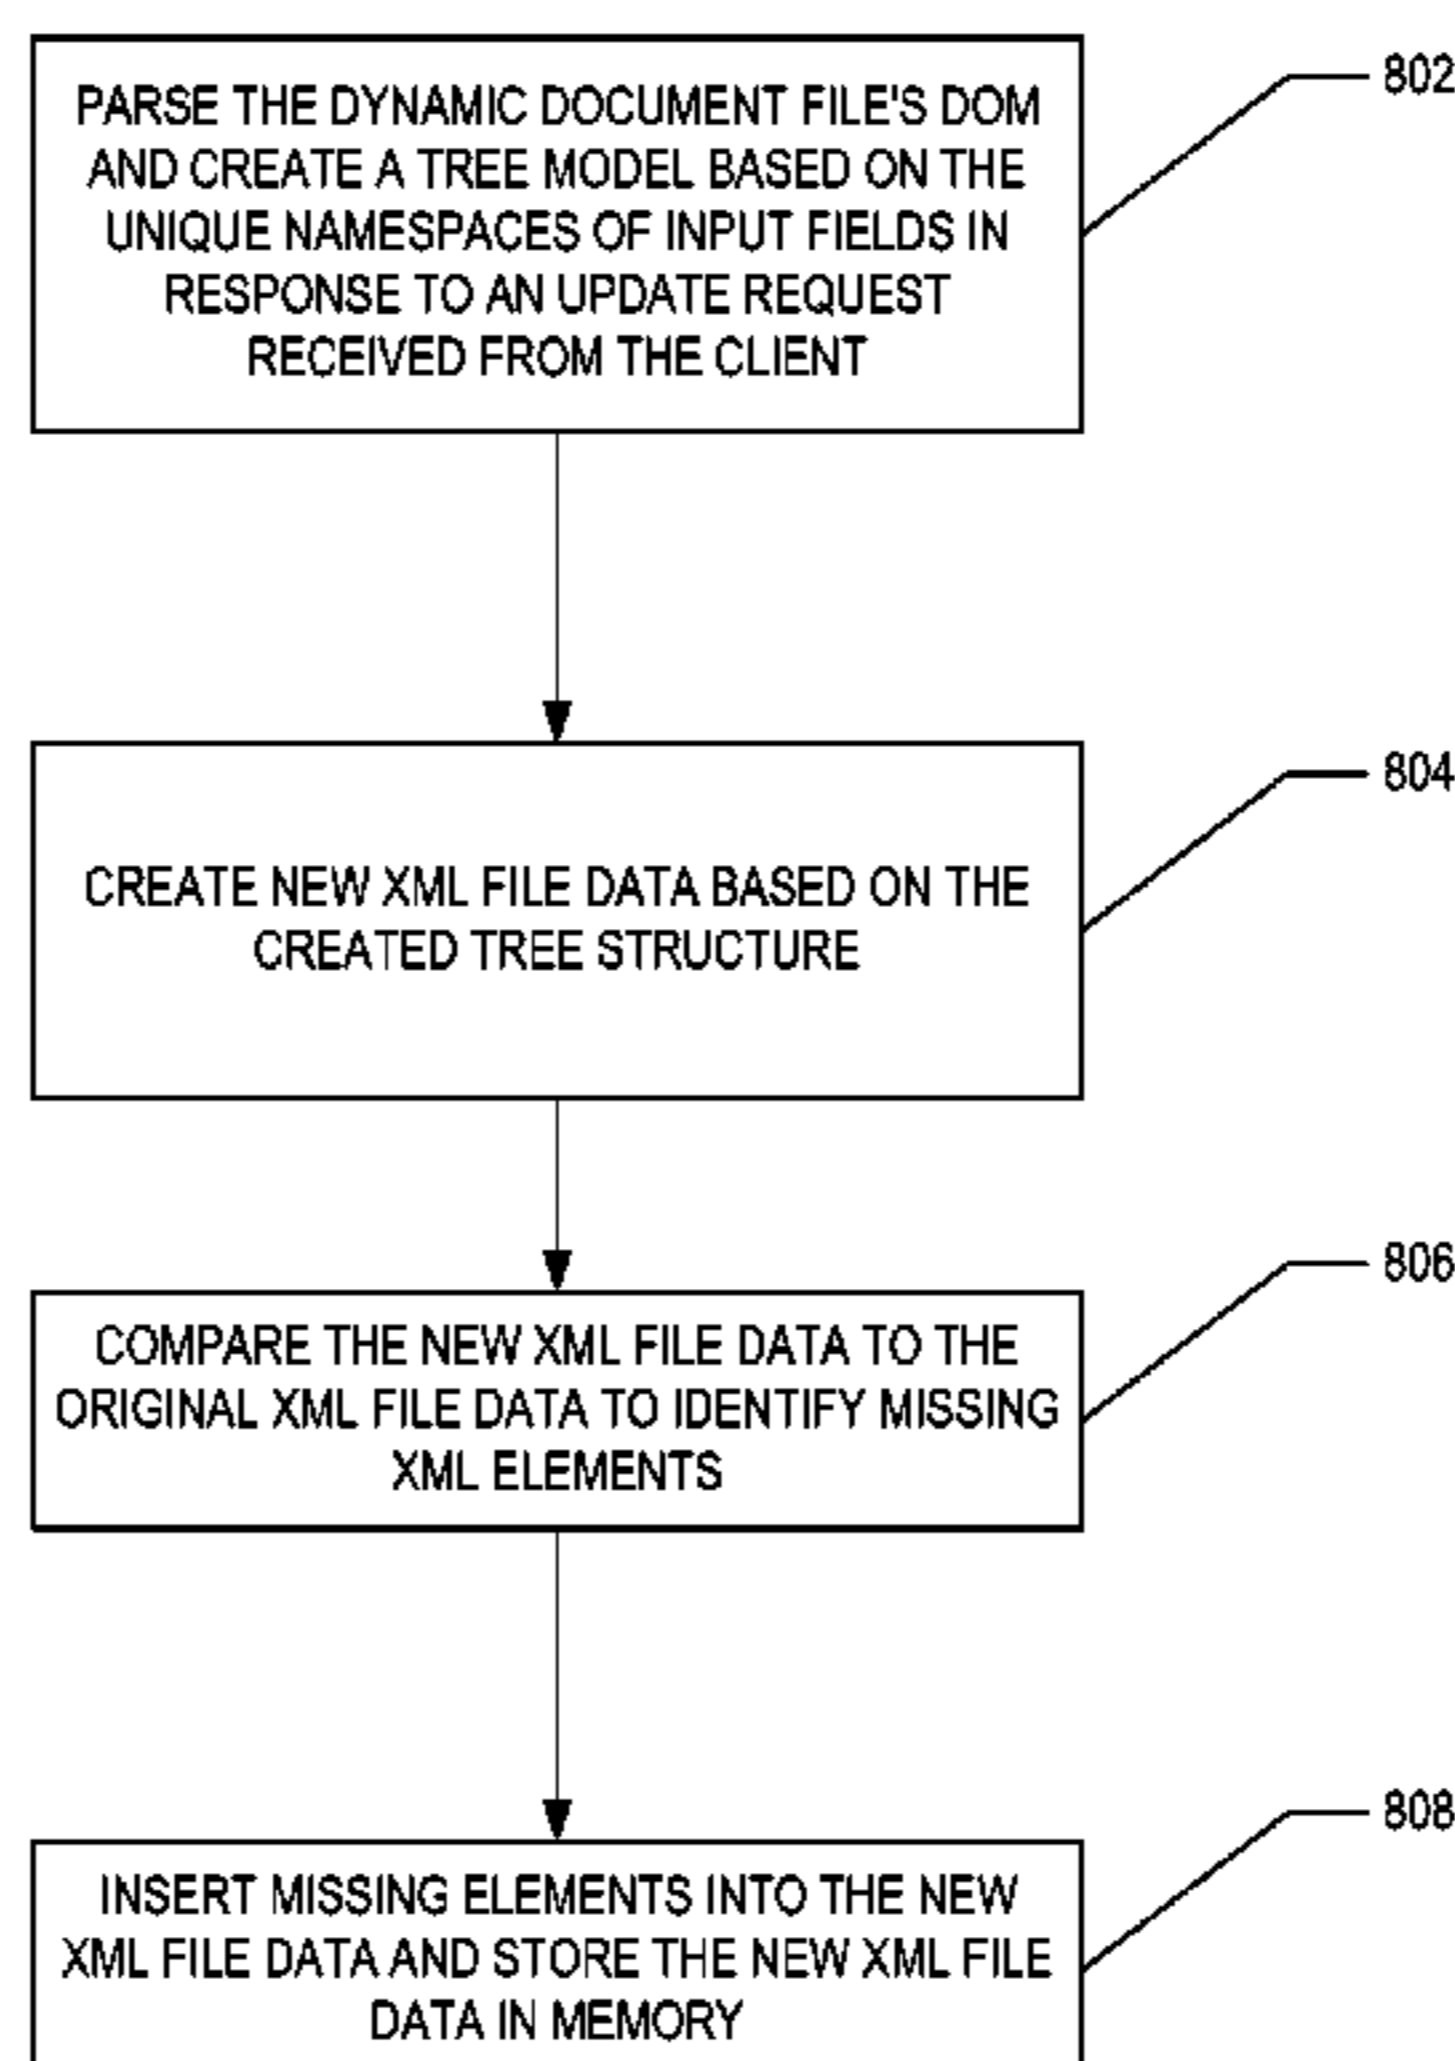 PARSE THE DYNAMIC DOCUMENT FILE'S DOM
AND CREATE A TREE MODEL BASED ON THE
UNIQUE NAMESPACES OF INPUT FIELDS IN
RESPONSE TO AN UPDATE REQUEST
RECEIVED FROM THE CLIENT
802
CREATE NEW XML FILE DATA BASED ON THE
CREATED TREE STRUCTURE
804
COMPARE THE NEW XML FILE DATA TO THE
ORIGINAL XML FILE DATA TO IDENTIFY MISSING
XML ELEMENTS
806
INSERT MISSING ELEMENTS INTO THE NEW
XML FILE DATA AND STORE THE NEW XML FILE
DATA IN MEMORY
808